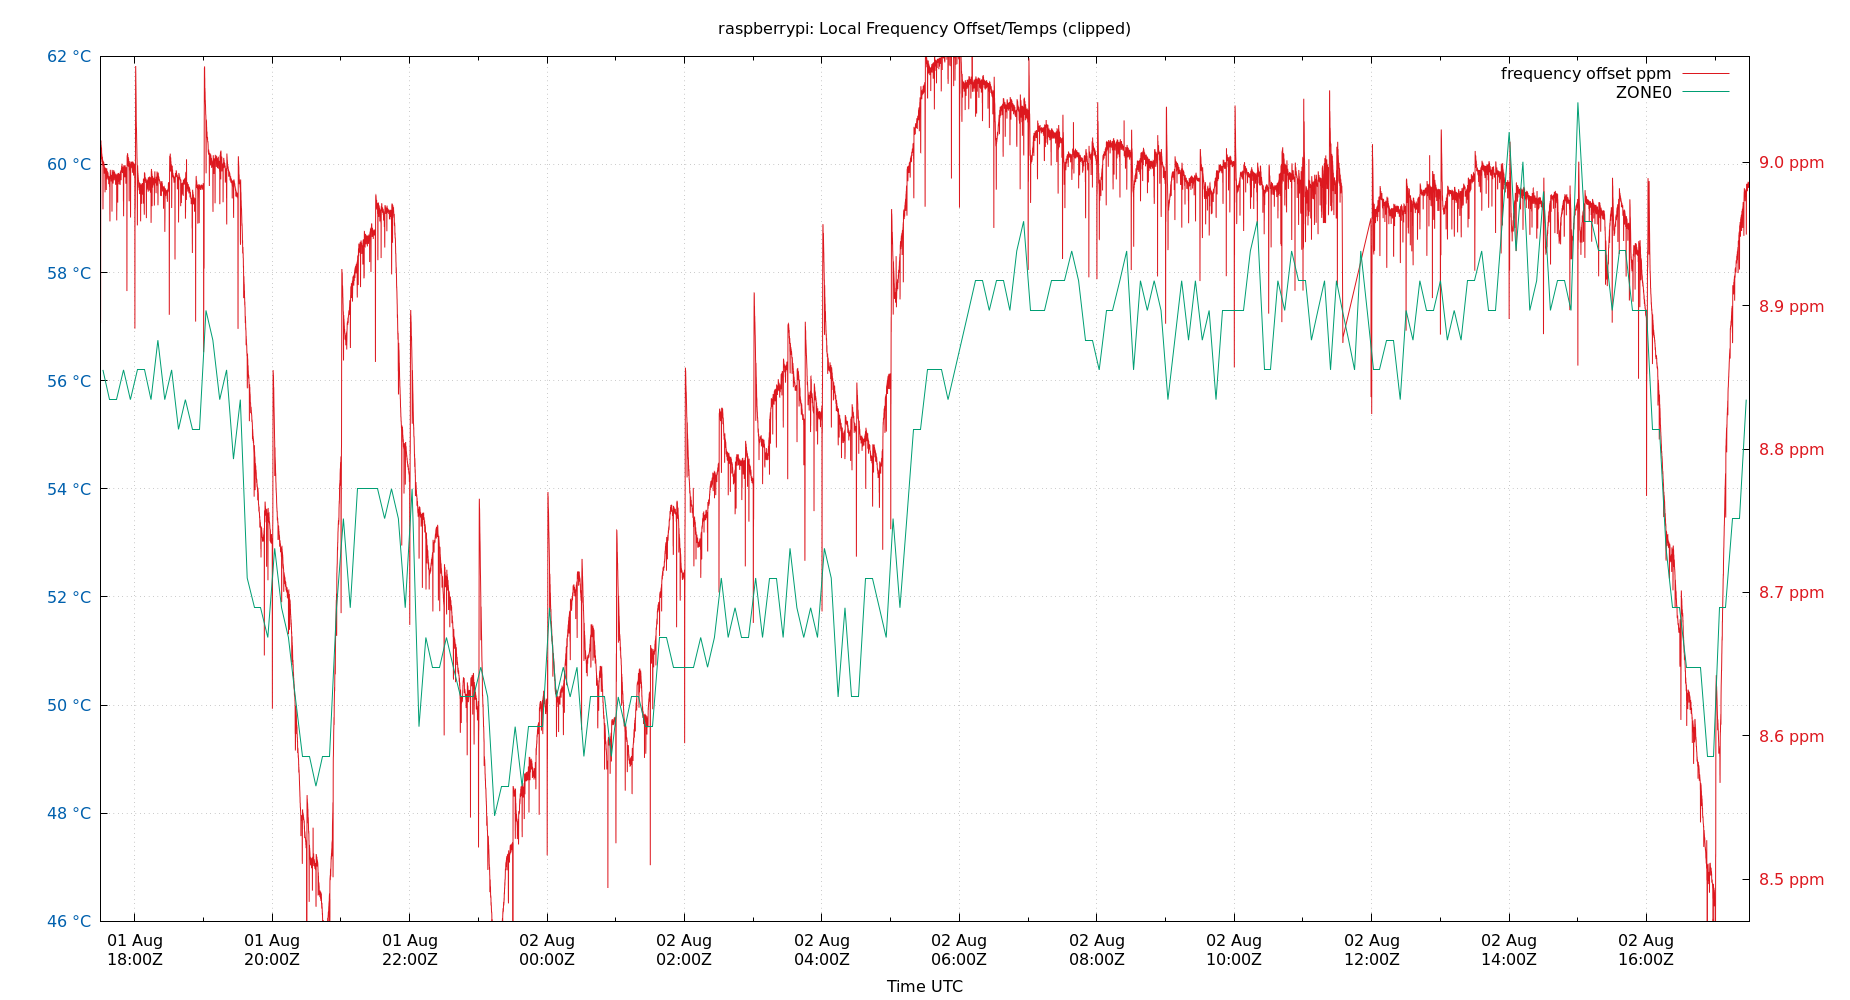 raspberrypi: Local Frequency Offset/Temps (clipped)
62 °C
60 °C
58 °C
56 °C
54 °C
52 °C
50 °C
48 °C
46 °C
frequency offset ppm
ZONE0
9.0 ppm
8.9 ppm
8.8 ppm
8.7 ppm
8.6 ppm
8.5 ppm
01 Aug 01 Aug 01 Aug 02 Aug 02 Aug 02 Aug 02 Aug 02 Aug 02 Aug 02 Aug 02 Aug 02 Aug
18:00Z 20:00Z 22:00Z 00:00Z 02:00Z 04:00Z 06:00Z 08:00Z 10:00Z 12:00Z 14:00Z 16:00Z
Time UTC